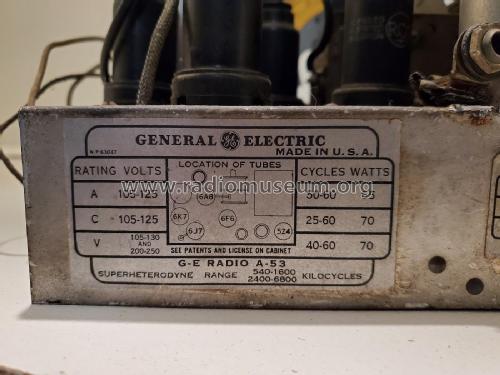 GENERAL GE ELECTRIC
MADE IN U.S.A.
RATING VOLTS LOCATION OF TUBES CYCLES WATTS
A 105-125 6A8 50-60
www.radiomuseum.org
C 105-125 6K7 6F6 25-60 70
6J7 5Z4
V 105-130 AND 200-250 40-60 70
SEE PATENTS AND LICENSE ON CABINET
G-E RADIO A-53
SUPERHETERODYNE RANGE 540-1600 KILOCYCLES
2400-6800